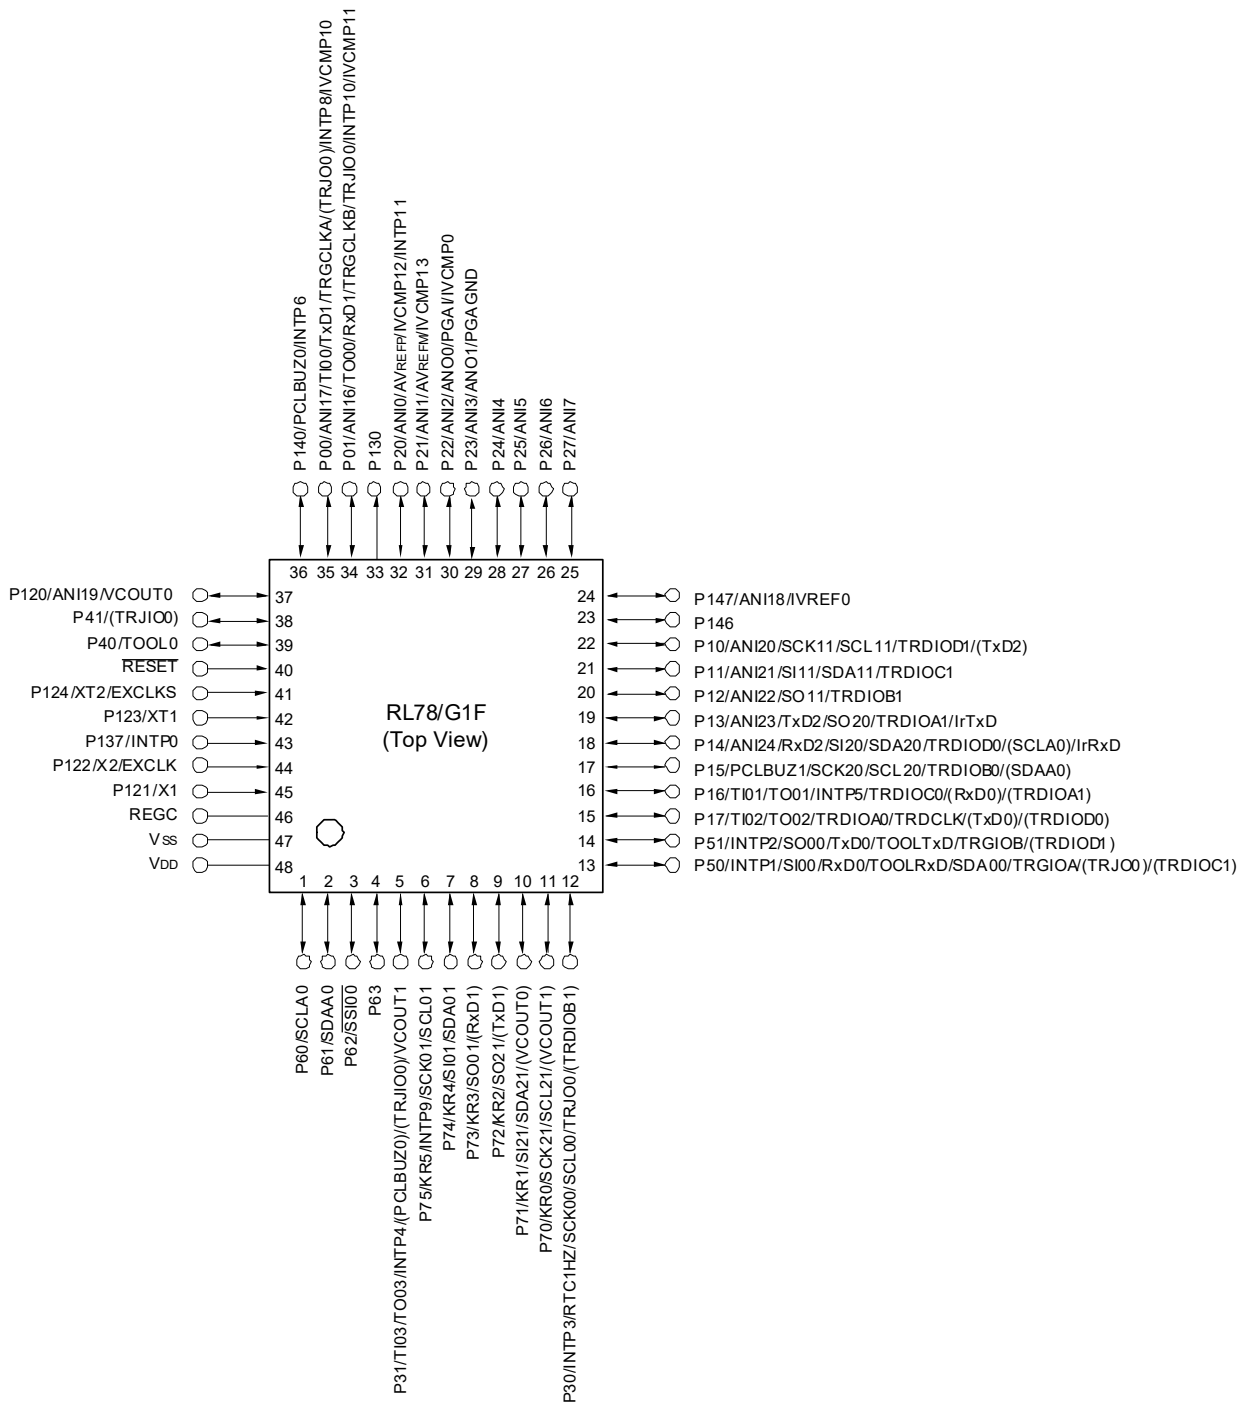 P140/PCLBUZ0/INTP6
P00/ANI17/TI00/TxD1/TRGCLKA/(TRJO0)/INTP8/IVCMP10
P01/ANI16/TO00/RxD1/TRGCLKB/TRJIO0/INTP10/IVCMP11
P130
P20/ANI0/AVREFP/IVCMP12/INTP11
P21/ANI1/AVREFM/IVCMP13
P22/ANI2/ANO0/PGAI/IVCMP0
P23/ANI3/ANO1/PGAGND
P24/ANI4
P25/ANI5
P26/ANI6
P27/ANI7
36 35 34 33 32 31 30 29 28 27 26 25
P120/ANI19/VCOUT0 37
P41/(TRJIO0) 38
P40/TOOL0 39
RESET 40
P124/XT2/EXCLKS 41
P123/XT1 42
P137/INTP0 43
P122/X2/EXCLK 44
P121/X1 45
REGC 46
VSS 47
VDD 48
RL78/G1F
(Top View)
24 P147/ANI18/IVREF0
23 P146
22 P10/ANI20/SCK11/SCL11/TRDIOD1/(TxD2)
21 P11/ANI21/SI11/SDA11/TRDIOC1
20 P12/ANI22/SO11/TRDIOB1
19 P13/ANI23/TxD2/SO20/TRDIOA1/IrTxD
18 P14/ANI24/RxD2/SI20/SDA20/TRDIOD0/(SCLA0)/IrRxD
17 P15/PCLBUZ1/SCK20/SCL20/TRDIOB0/(SDAA0)
16 P16/TI01/TO01/INTP5/TRDIOC0/(RxD0)/(TRDIOA1)
15 P17/TI02/TO02/TRDIOA0/TRDCLK/(TxD0)/(TRDIOD0)
14 P51/INTP2/SO00/TxD0/TOOLTxD/TRGIOB/(TRDIOD1)
13 P50/INTP1/SI00/RxD0/TOOLRxD/SDA00/TRGIOA/(TRJO0)/(TRDIOC1)
1 2 3 4 5 6 7 8 9 10 11 12
P60/SCLA0
P61/SDAA0
P62/SSI00
P63
P31/TI03/TO03/INTP4/(PCLBUZ0)/(TRJIO0)/VCOUT1
P75/KR5/INTP9/SCK01/SCL01
P74/KR4/SI01/SDA01
P73/KR3/SO01/(RxD1)
P72/KR2/SO21/(TxD1)
P71/KR1/SI21/SDA21/(VCOUT0)
P70/KR0/SCK21/SCL21/(VCOUT1)
P30/INTP3/RTC1HZ/SCK00/SCL00/TRJO0/(TRDIOB1)